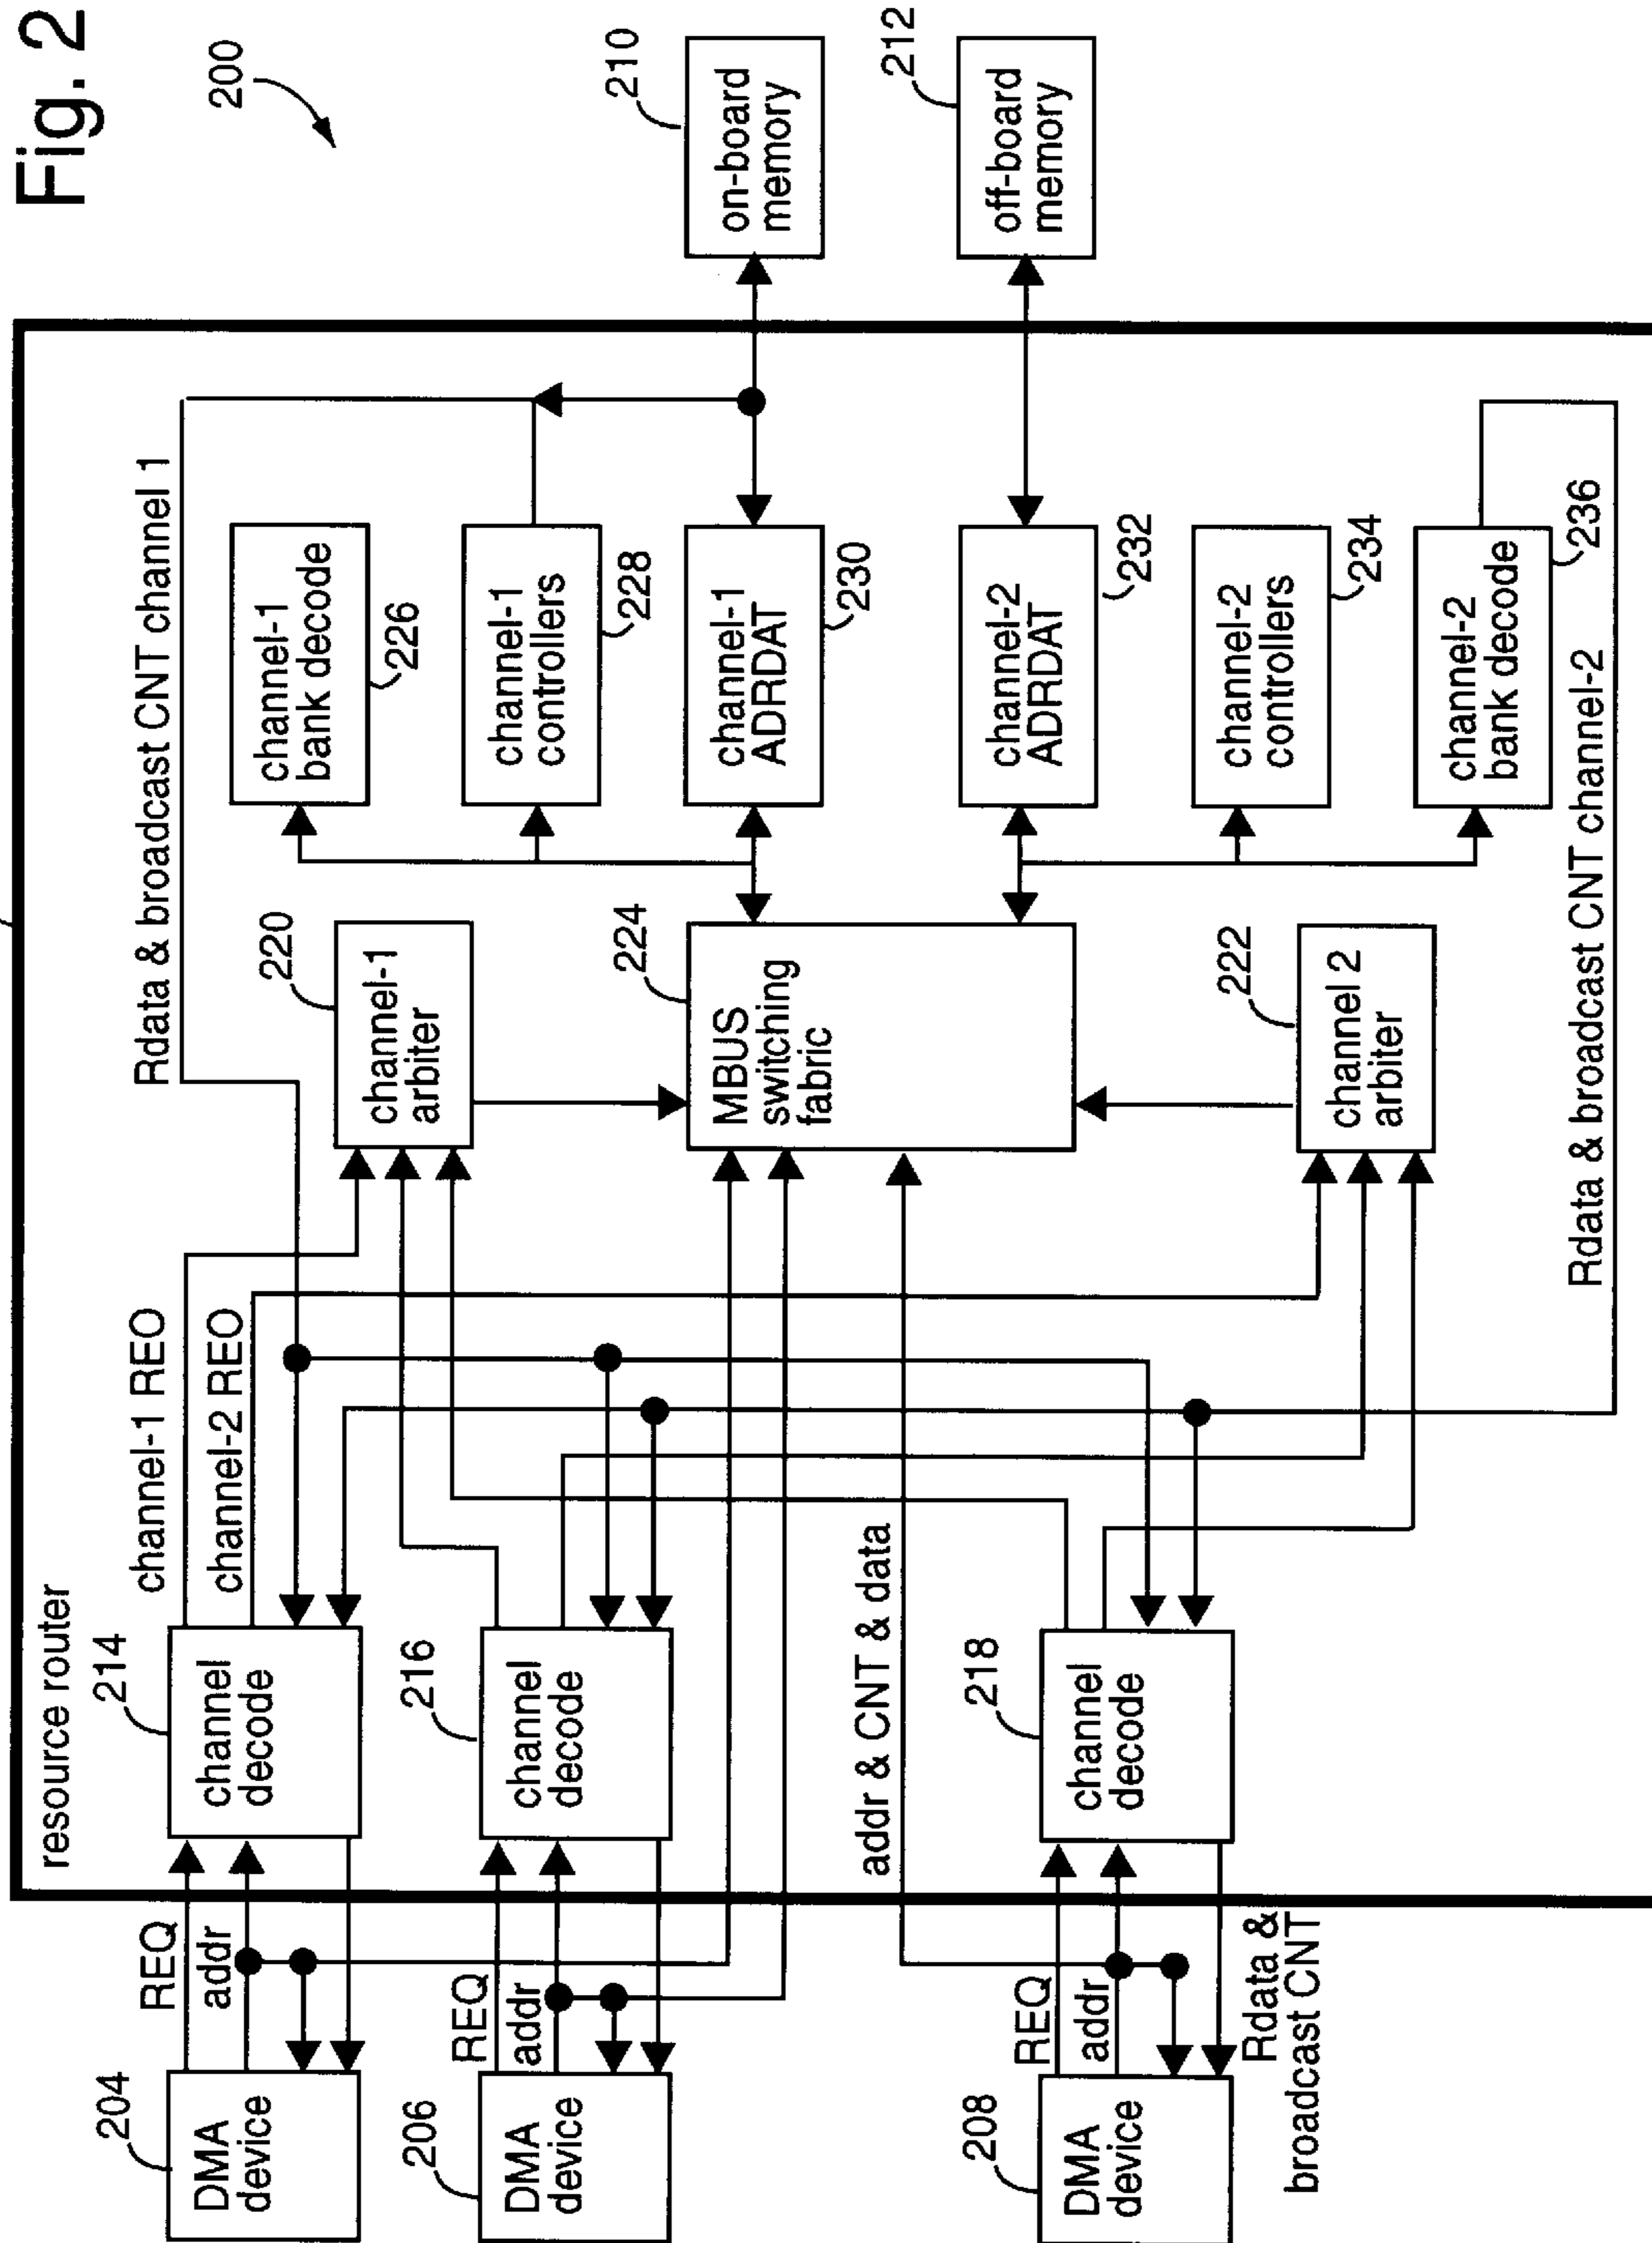 Fig. 2
200
resource router
204
DMA
device
REQ
addr
214
channel
decode
channel-1 REO
channel-2 REO
206
DMA
device
REQ
addr
216
channel
decode
208
DMA
device
REQ
addr
Rdata &
broadcast CNT
218
channel
decode
addr & CNT & data
220
channel-1
arbiter
224
MBUS
switching
fabric
222
channel 2
arbiter
Rdata & broadcast CNT channel 1
channel-1
bank decode
226
channel-1
controllers
228
channel-1
ADRDAT
230
channel-2
ADRDAT
232
channel-2
controllers
234
channel-2
bank decode
236
Rdata & broadcast CNT channel-2
210
on-board
memory
212
off-board
memory